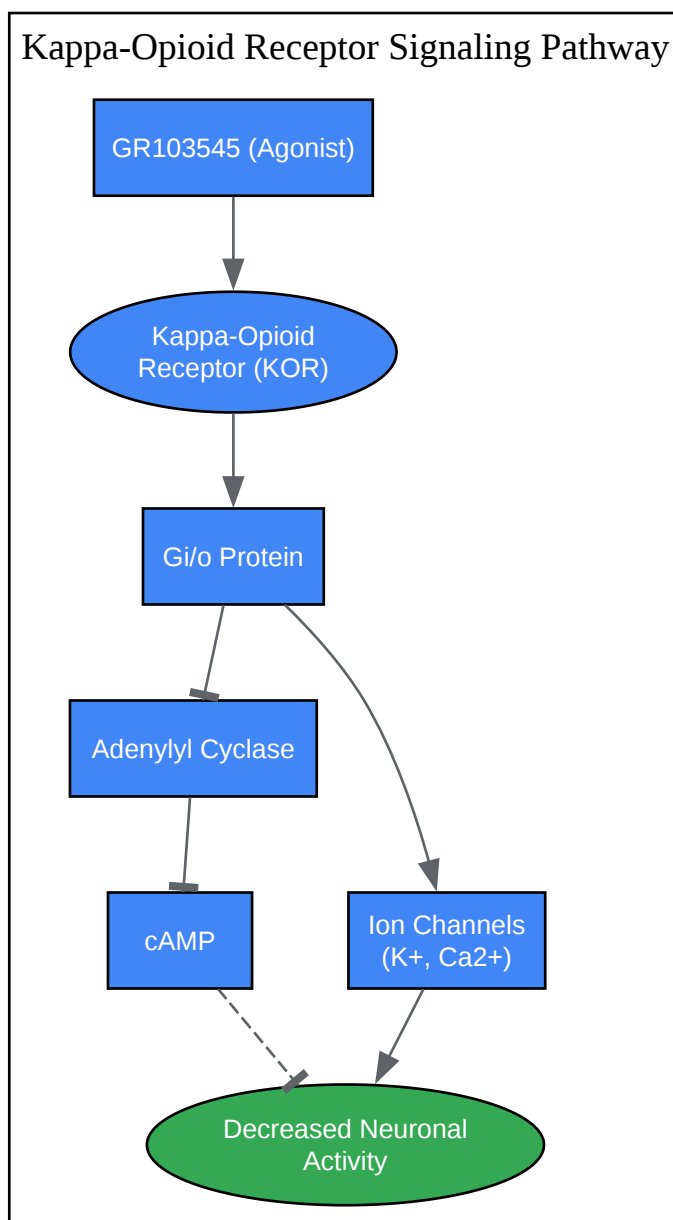 Kappa-Opioid Receptor Signaling Pathway
GR103545 (Agonist)
Kappa-Opioid
Receptor (KOR)
Gi/o Protein
Adenylyl Cyclase
cAMP
Ion Channels
(K+, Ca2+)
Decreased Neuronal
Activity